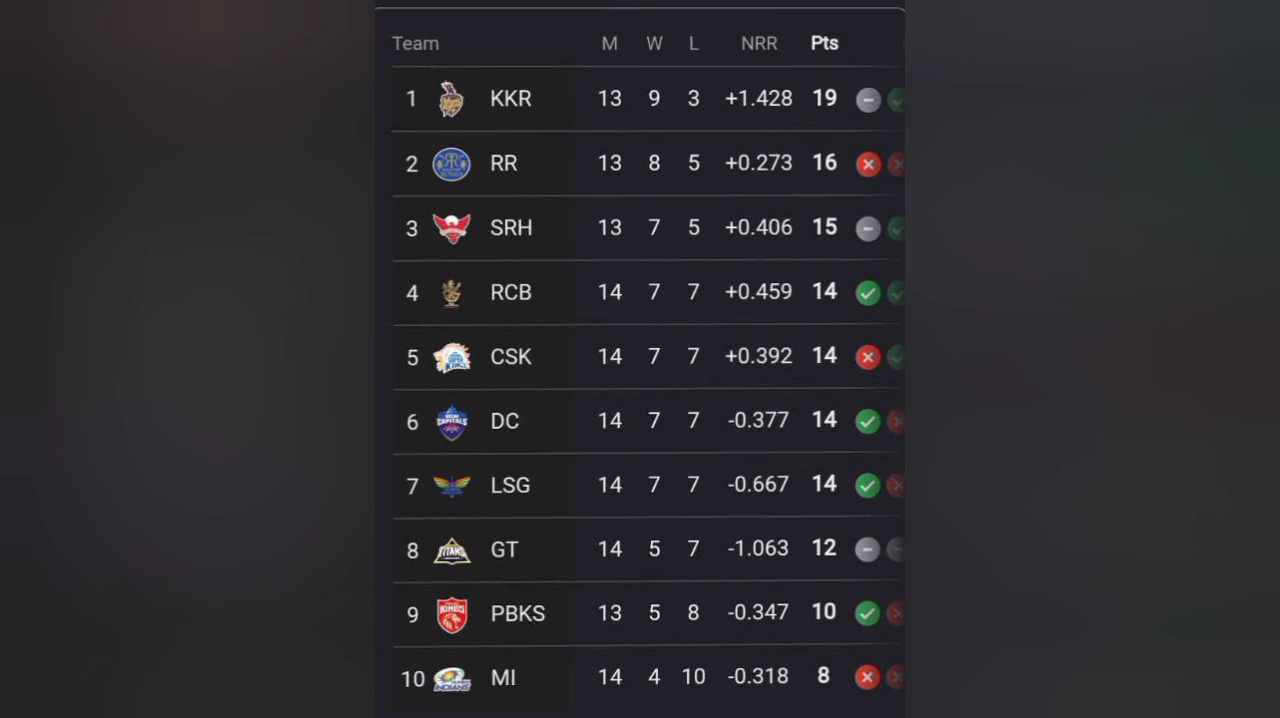 Team M W L NRR Pts
1 KKR 13 9 3 +1.428 19
2 RR 13 8 5 +0.273 16
3 SRH 13 7 5 +0.406 15
4 RCB 14 7 7 +0.459 14
5 CSK 14 7 7 +0.392 14
6 DC 14 7 7 -0.377 14
7 LSG 14 7 7 -0.667 14
8 GT 14 5 7 -1.063 12
9 PBKS 13 5 8 -0.347 10
10 MI 14 4 10 -0.318 8